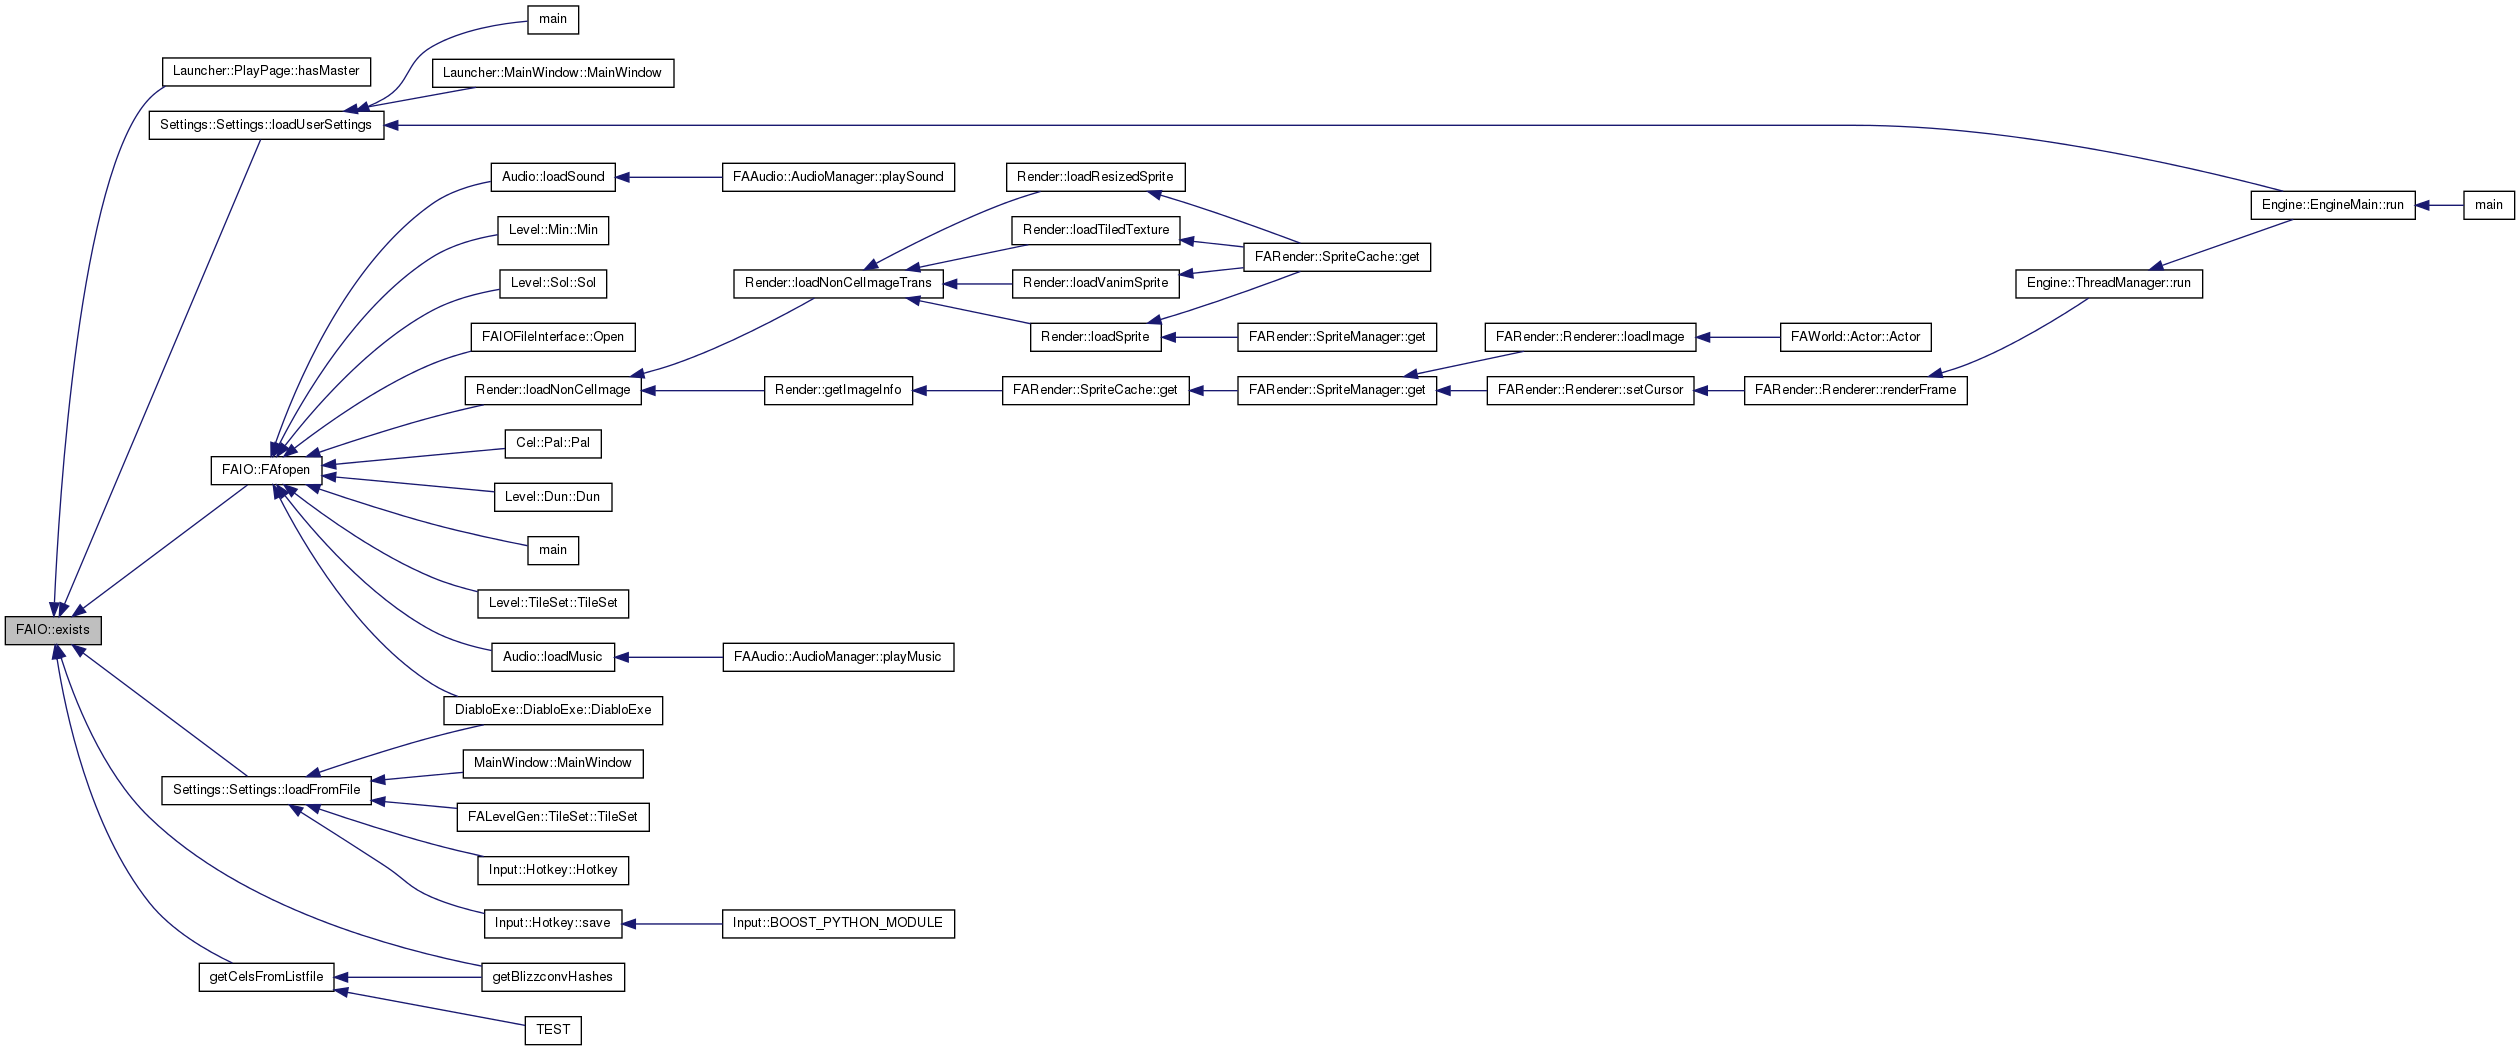 main
Launcher::PlayPage::hasMaster
Launcher::MainWindow::MainWindow
Settings::Settings::loadUserSettings
Audio::loadSound
FAAudio::AudioManager::playSound
Render::loadResizedSprite
Engine::EngineMain::run
main
Level::Min::Min
Render::loadTiledTexture
FARender::SpriteCache::get
Level::Sol::Sol
Render::loadNonCelImageTrans
Render::loadVanimSprite
Engine::ThreadManager::run
FAIOFileInterface::Open
Render::loadSprite
FARender::SpriteManager::get
FARender::Renderer::loadImage
FAWorld::Actor::Actor
Render::loadNonCelImage
Render::getImageInfo
FARender::SpriteCache::get
FARender::SpriteManager::get
FARender::Renderer::setCursor
FARender::Renderer::renderFrame
Cel::Pal::Pal
FAIO::FAfopen
Level::Dun::Dun
main
Level::TileSet::TileSet
FAIO::exists
Audio::loadMusic
FAAudio::AudioManager::playMusic
DiabloExe::DiabloExe::DiabloExe
MainWindow::MainWindow
Settings::Settings::loadFromFile
FALevelGen::TileSet::TileSet
Input::Hotkey::Hotkey
Input::Hotkey::save
Input::BOOST_PYTHON_MODULE
getCelsFromListfile
getBlizzconvHashes
TEST